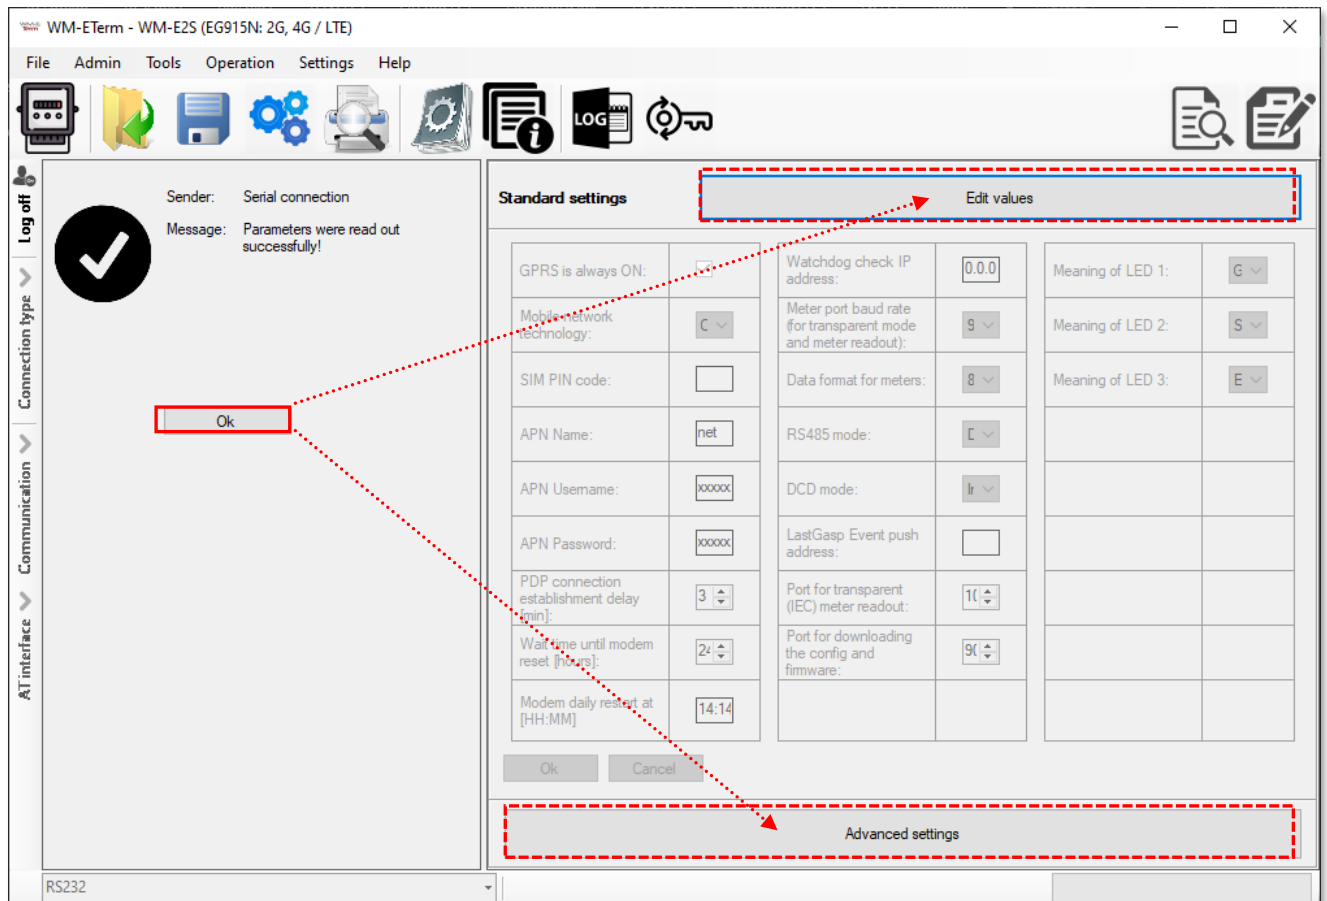 WM-ETerm - WM-E2S (EG915N: 2G, 4G / LTE)
File Admin Tools Operation Settings Help
LOG
Log off
Connection type
Communication
AT interface
Sender: Serial connection
Message: Parameters were read out
successfully!
Ok
Standard settings
Edit values
GPRS is always ON:
Mobile network
technology:
C
SIM PIN code:
APN Name:
net
APN Username:
xxxxx
APN Password:
xxxxx
PDP connection
establishment delay
[min]:
3
Wait time until modem
reset [hours]:
24
Modem daily restart at
[HH:MM]
14:14
Watchdog check IP
address:
0.0.0
Meter port baud rate
(for transparent mode
and meter readout):
9
Data format for meters:
8
RS485 mode:
DCD mode:
Ir
LastGasp Event push
address:
Port for transparent
(IEC) meter readout:
Port for downloading
the config and
firmware:
Meaning of LED 1:
G
Meaning of LED 2:
S
Meaning of LED 3:
E
Ok
Cancel
Advanced settings
RS232